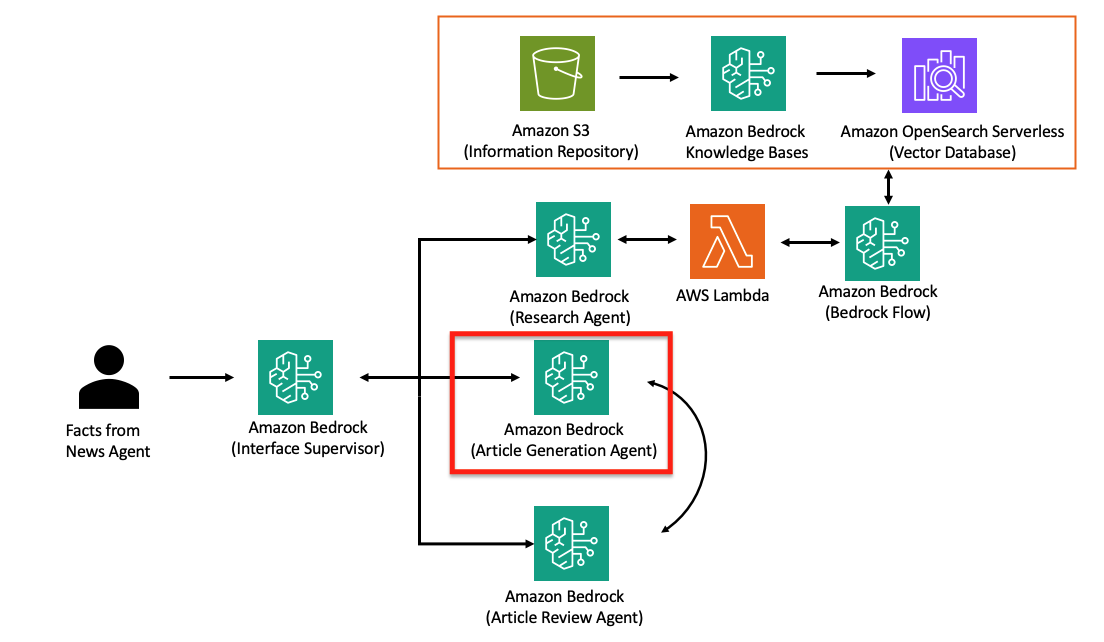 Amazon S3
(Information Repository)
Amazon Bedrock
Knowledge Bases
Amazon OpenSearch Serverless
(Vector Database)
Amazon Bedrock
(Research Agent)
AWS Lambda
Amazon Bedrock
(Bedrock Flow)
Facts from
News Agent
Amazon Bedrock
(Interface Supervisor)
Amazon Bedrock
(Article Generation Agent)
Amazon Bedrock
(Article Review Agent)